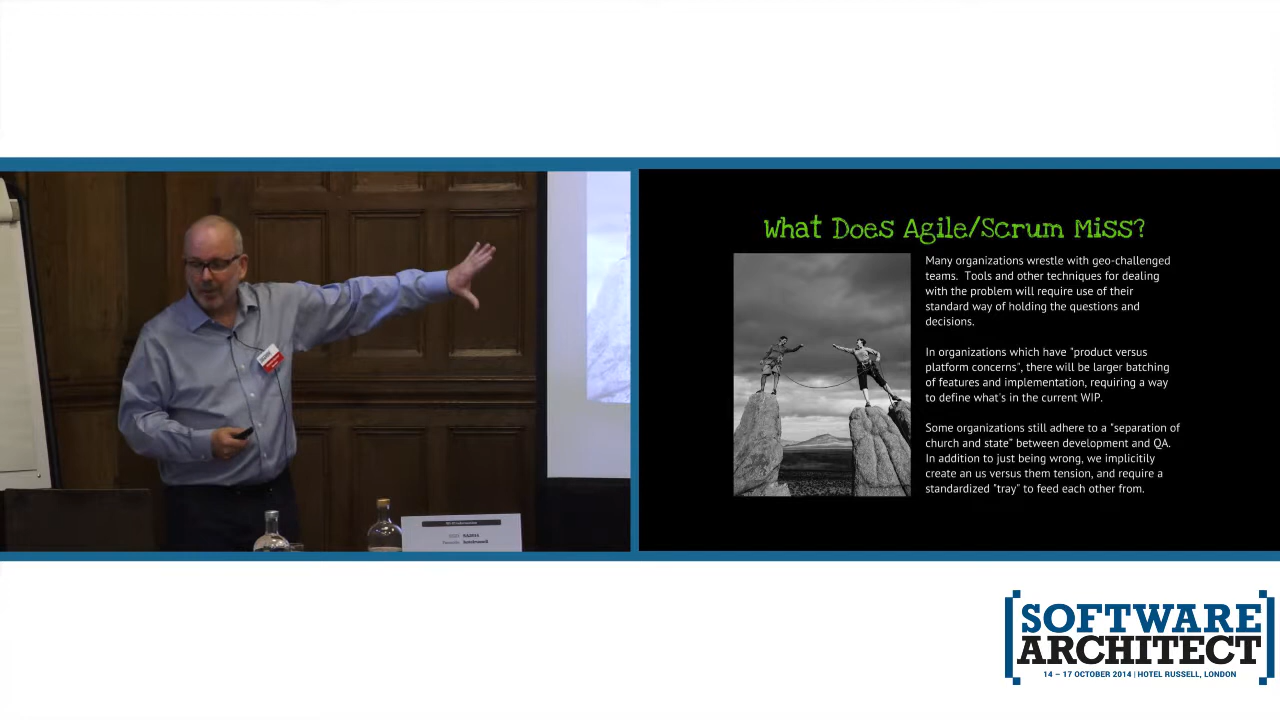 What Does Agile/Scrum Miss?
Many organizations wrestle with geo-challenged
teams. Tools and other techniques for dealing
with the problem will require use of their
standard way of holding the questions and
decisions.
In organizations which have "product versus
platform concerns", there will be larger batching
of features and implementation, requiring a way
to define what's in the current WIP.
Some organizations still adhere to a "separation of
church and state" between development and QA.
In addition to just being wrong, we implicitily
create an us versus them tension, and require a
standardized "tray" to feed each other from.
[SOFTWARE
ARCHITECT]
14 – 17 OCTOBER 2014 | HOTEL RUSSELL, LONDON